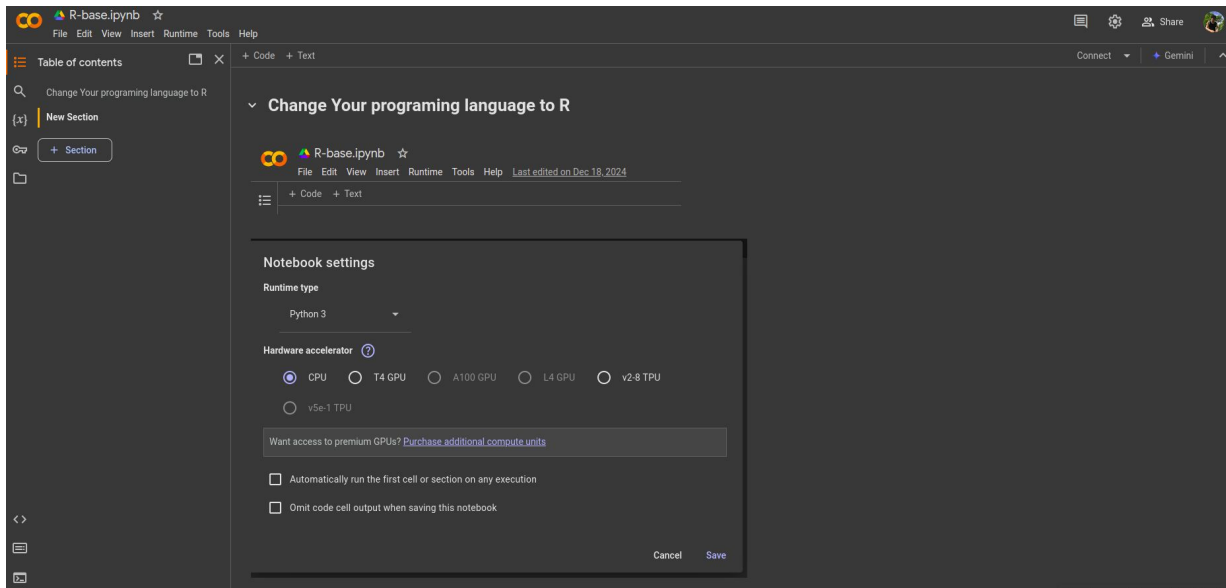 R-base.ipynb
File Edit View Insert Runtime Tools Help
Share
Table of contents
+ Code + Text
Connect
Gemini
Change Your programing language to R
New Section
+ Section
{x}
Change Your programing language to R
R-base.ipynb
File Edit View Insert Runtime Tools Help Last edited on Dec 18, 2024
+ Code + Text
Notebook settings
Runtime type
Python 3
Hardware accelerator ?
CPU T4 GPU A100 GPU L4 GPU v2-8 TPU
v5e-1 TPU
Want access to premium GPUs? Purchase additional compute units
Automatically run the first cell or section on any execution
Omit code cell output when saving this notebook
Cancel Save